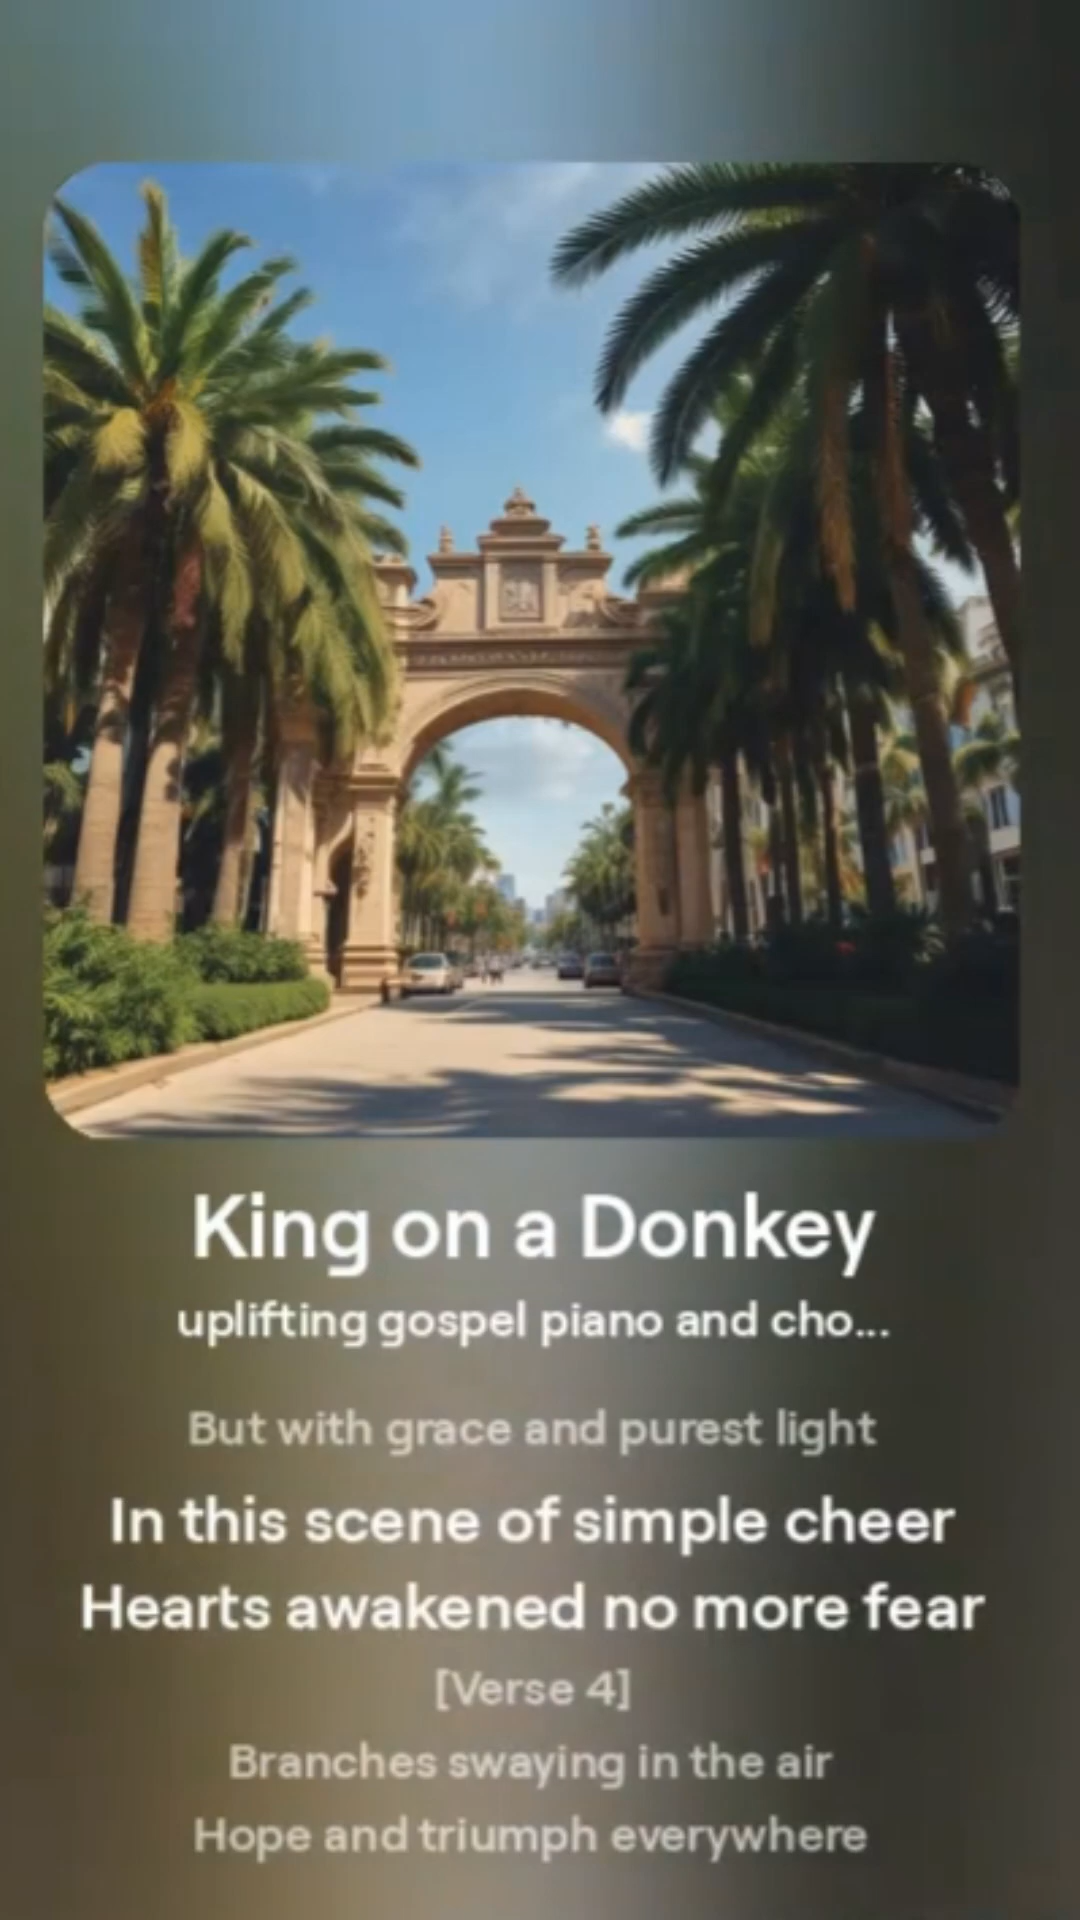 King on a Donkey
uplifting gospel piano and cho...
But with grace and purest light
In this scene of simple cheer
Hearts awakened no more fear
[Verse 4]
Branches swaying in the air
Hope and triumph everywhere